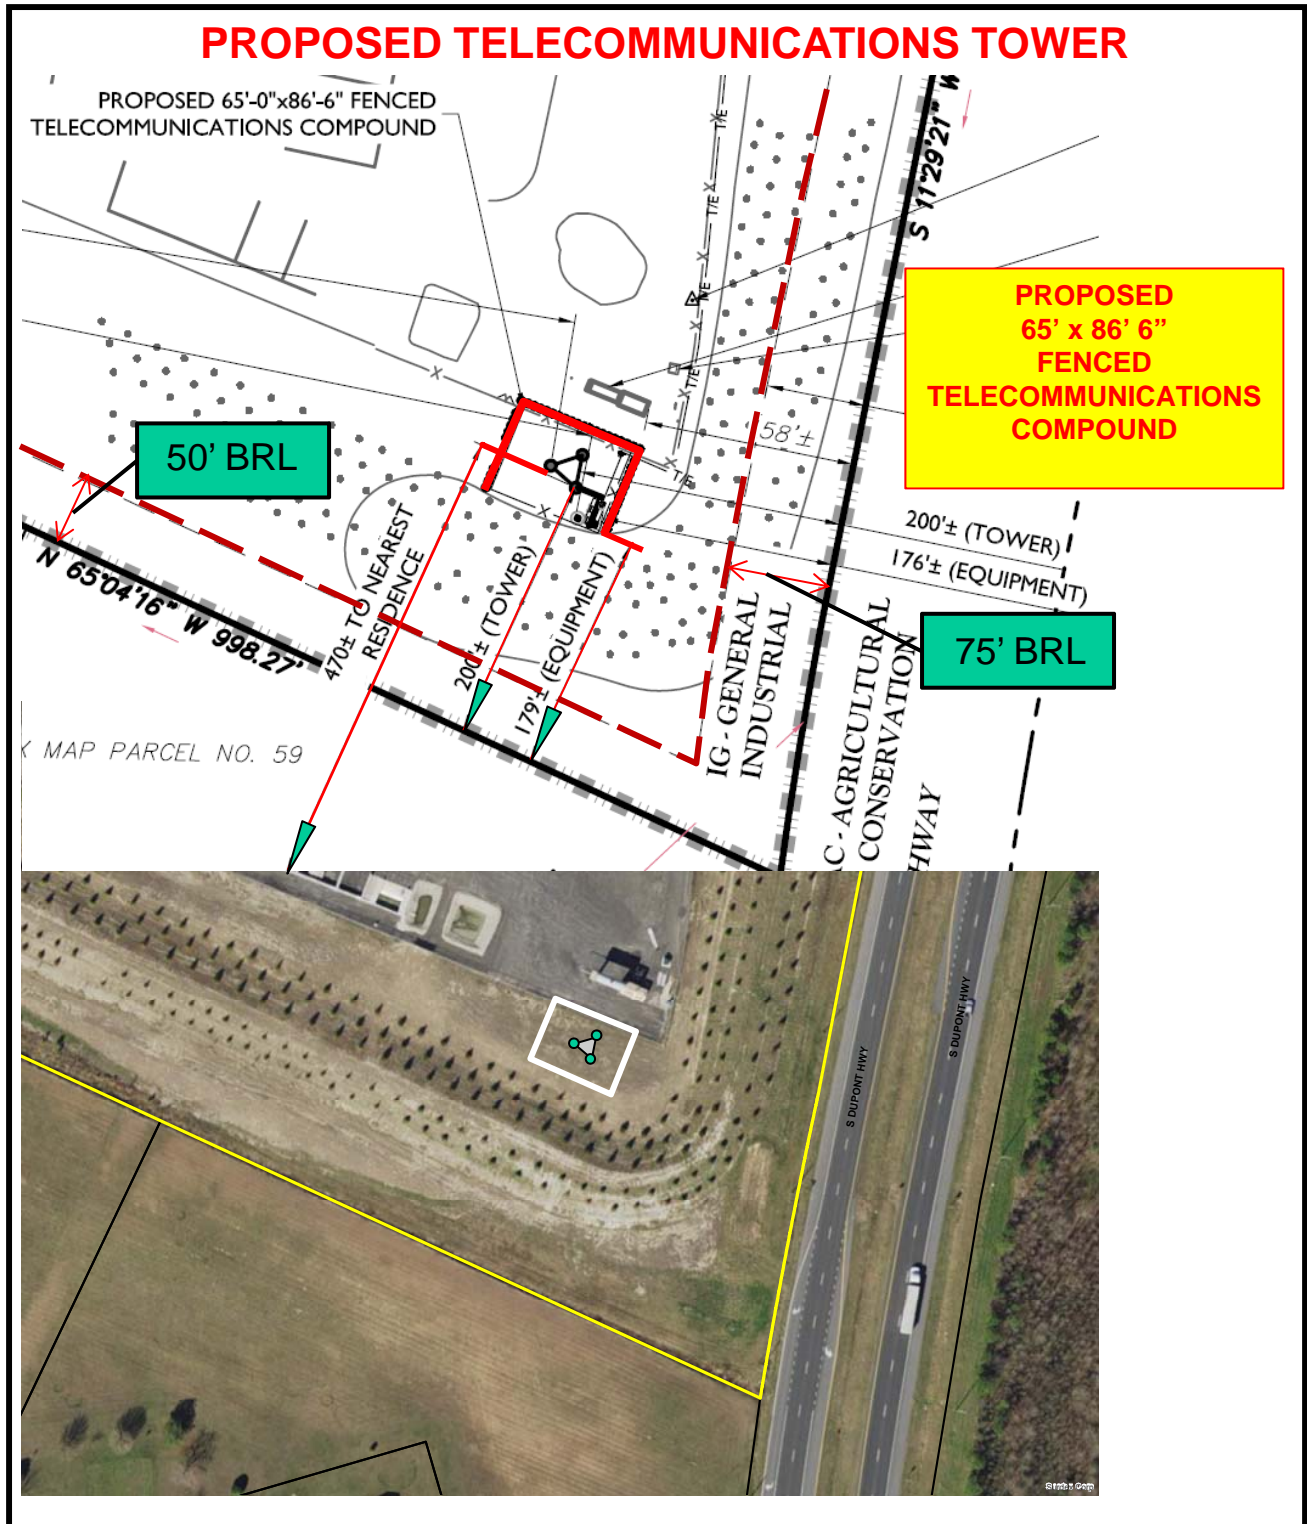 PROPOSED TELECOMMUNICATIONS TOWER
PROPOSED 65'-0"x86'-6" FENCED
TELECOMMUNICATIONS COMPOUND
S 11°29'21" W
T/E
T/E
T/E
T/E
T/E
PROPOSED
65' x 86' 6”
FENCED
TELECOMMUNICATIONS
COMPOUND
58'±
50' BRL
200'± (TOWER)
176'± (EQUIPMENT)
N 65°04'16" W 998.27'
470± TO NEAREST
RESIDENCE
200'± (TOWER)
179'± (EQUIPMENT)
IG - GENERAL
INDUSTRIAL
AC - AGRICULTURAL
CONSERVATION
75' BRL
HWAY
X MAP PARCEL NO. 59
S DUPONT HWY
S DUPONT HWY